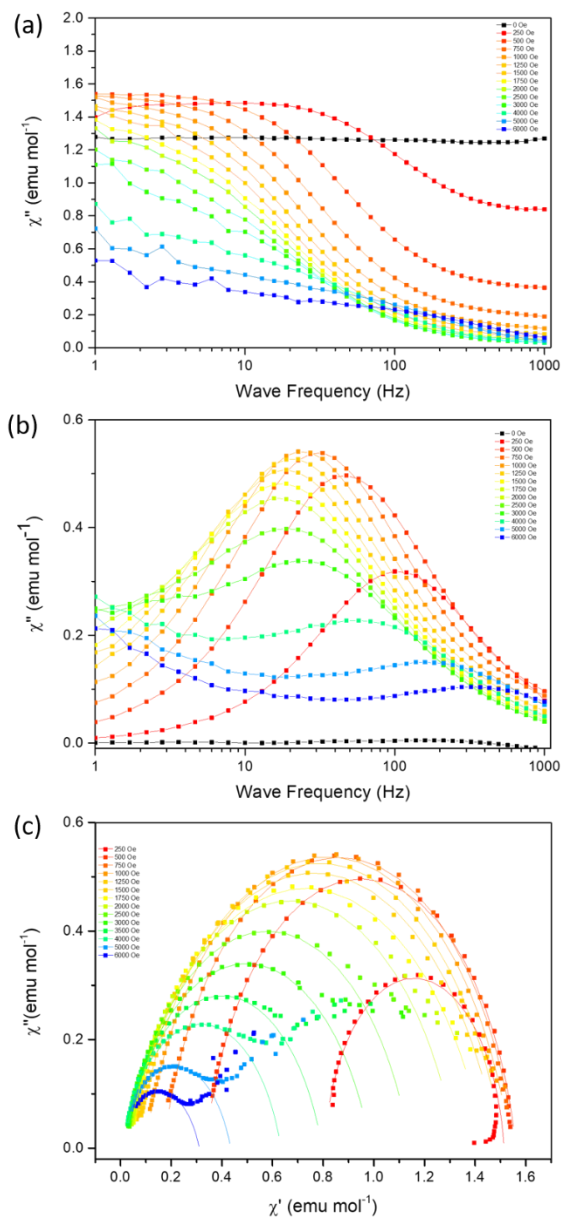 (a)
2.0
1.8
1.6
1.4
1.2
1.0
0.8
0.6
0.4
0.2
0.0
χ" (emu mol⁻¹)
0 Oe
250 Oe
500 Oe
750 Oe
1000 Oe
1250 Oe
1500 Oe
1750 Oe
2000 Oe
2500 Oe
3000 Oe
4000 Oe
5000 Oe
6000 Oe
1 10 100 1000
Wave Frequency (Hz)
(b)
0.6
0.4
0.2
0.0
χ" (emu mol⁻¹)
0 Oe
250 Oe
500 Oe
750 Oe
1000 Oe
1250 Oe
1500 Oe
1750 Oe
2000 Oe
2500 Oe
3000 Oe
4000 Oe
5000 Oe
6000 Oe
1 10 100 1000
Wave Frequency (Hz)
(c)
0.6
0.4
0.2
0.0
χ"(emu mol⁻¹)
250 Oe
500 Oe
750 Oe
1000 Oe
1250 Oe
1500 Oe
1750 Oe
2000 Oe
2500 Oe
3000 Oe
3500 Oe
4000 Oe
5000 Oe
6000 Oe
0.0 0.2 0.4 0.6 0.8 1.0 1.2 1.4 1.6
χ' (emu mol⁻¹)